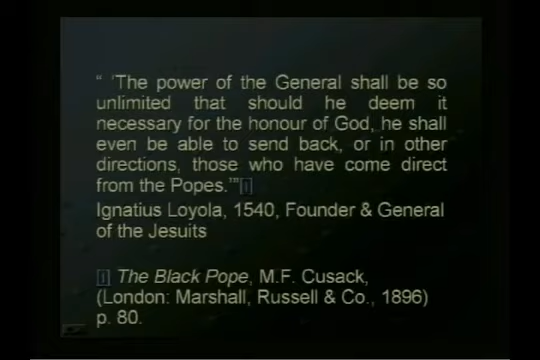 “ ‘The power of the General shall be so
unlimited that should he deem it
necessary for the honour of God, he shall
even be able to send back, or in other
directions, those who have come direct
from the Popes.’”[i]
Ignatius Loyola, 1540, Founder & General
of the Jesuits
[i] The Black Pope, M.F. Cusack,
(London: Marshall, Russell & Co., 1896)
p. 80.